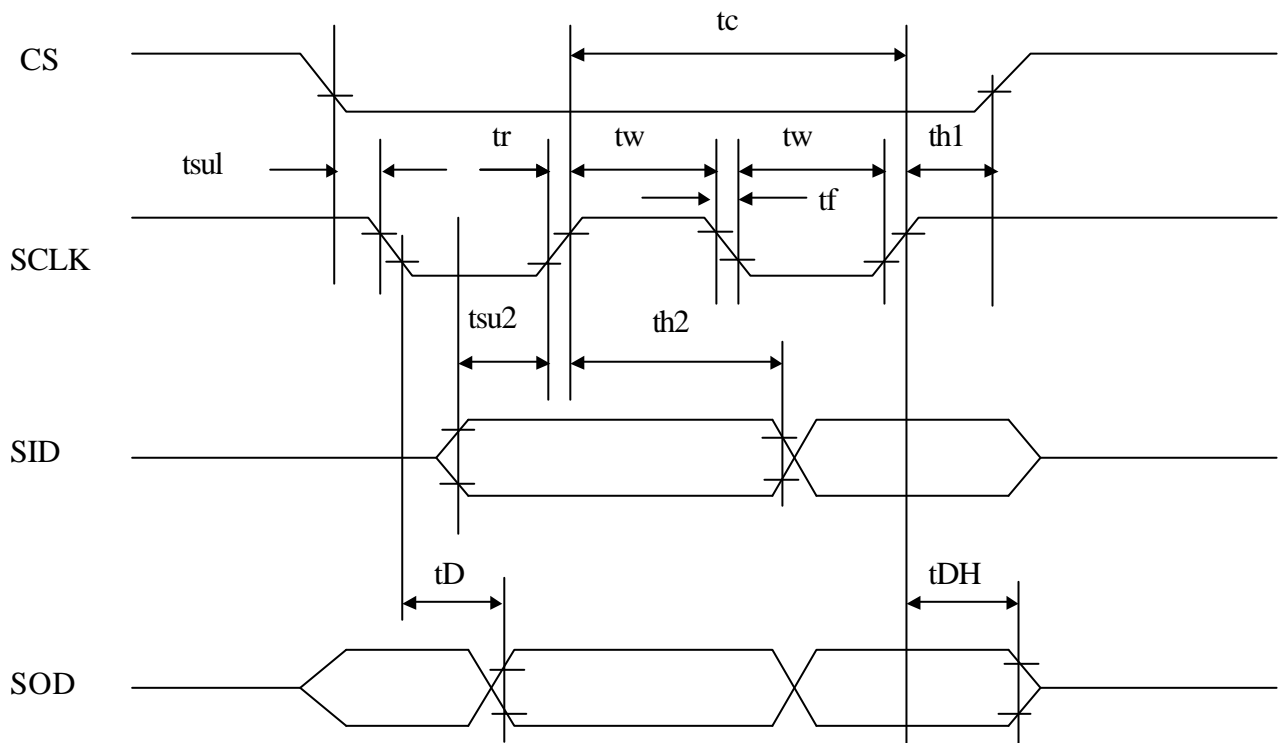 tc
CS
tr
tw
tw
th1
tsul
tf
SCLK
tsu2
th2
SID
tD
tDH
SOD